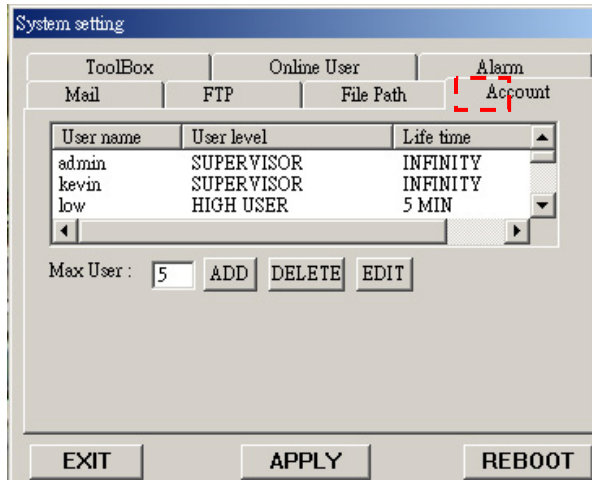 System setting
ToolBox Online User Alarm
Mail FTP File Path Account
User name User level Life time
admin SUPERVISOR INFINITY
kevin SUPERVISOR INFINITY
low HIGH USER 5 MIN
Max User : 5 ADD DELETE EDIT
EXIT APPLY REBOOT